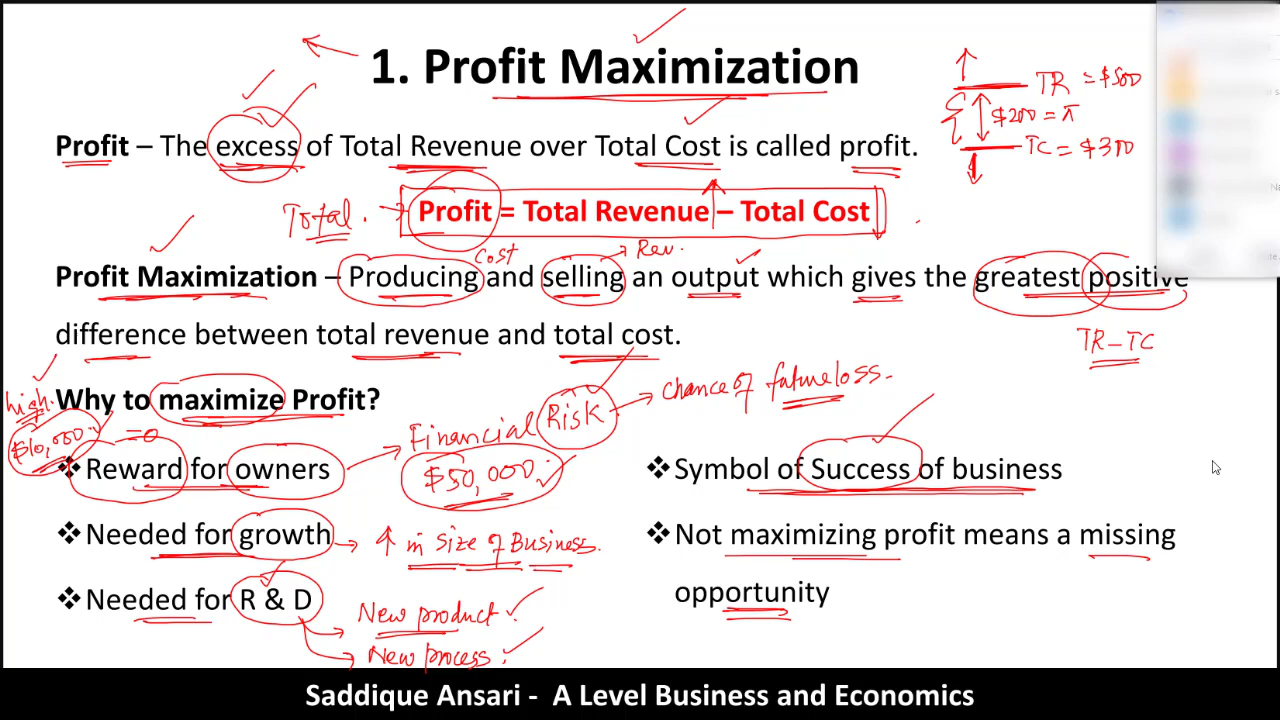 1. Profit Maximization
TR = $500
$200 = π
TC = $300
Profit – The excess of Total Revenue over Total Cost is called profit.
Total. → Profit = Total Revenue – Total Cost
Cost
Rev.
Profit Maximization – Producing and selling an output which gives the greatest positive
difference between total revenue and total cost.
TR – TC
Why to maximize Profit?
high.
$10,000
=0
Financial Risk → chance of future loss.
$50,000
❖ Reward for owners
❖ Needed for growth → ↑ in size of Business.
❖ Needed for R & D
New product
New process
❖ Symbol of Success of business
❖ Not maximizing profit means a missing
opportunity
Saddique Ansari - A Level Business and Economics